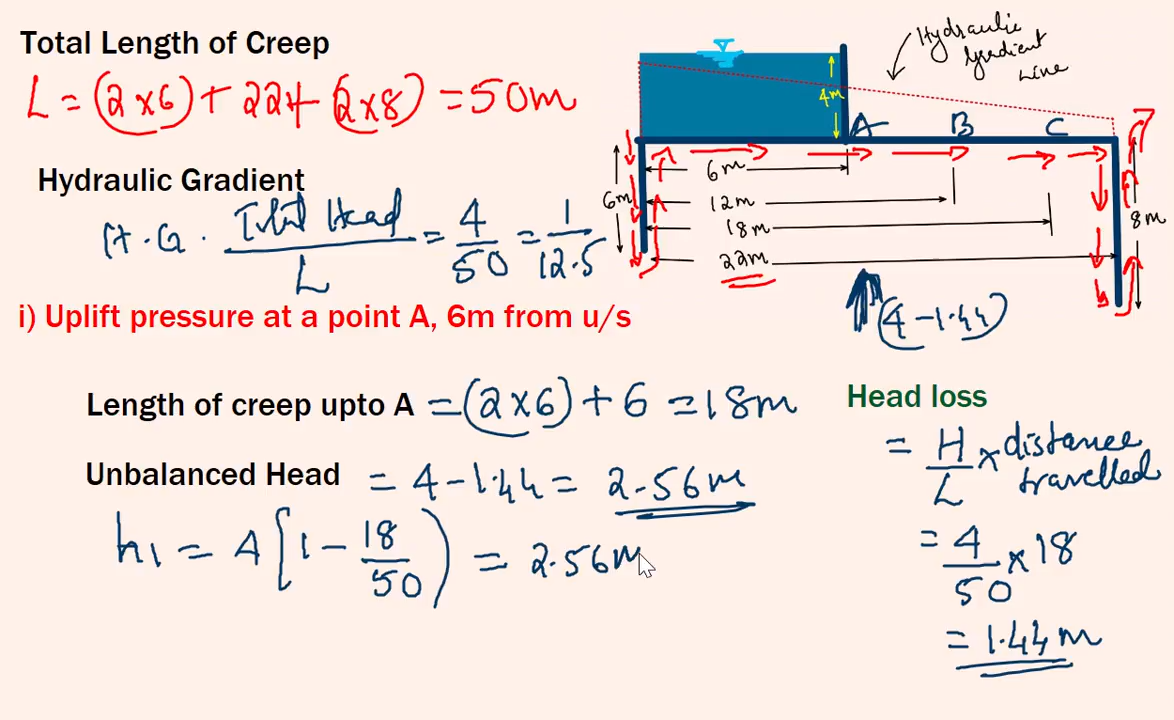 Total Length of Creep
L = (2x6) + 22 + (2x8) = 50m
Hydraulic Gradient
H.G. Total Head / L = 4/50 = 1/12.5
i) Uplift pressure at a point A, 6m from u/s
Length of creep upto A = (2x6) + 6 = 18m
Unbalanced Head = 4 - 1.44 = 2.56m
h1 = 4 [1 - 18/50) = 2.56m
Hydraulic
Gradient
Line
4m
A B C
6m
6m
12m
18m
22m
8m
(4-1.44)
Head loss
= H/L x distance travelled
= 4/50 x 18
= 1.44m